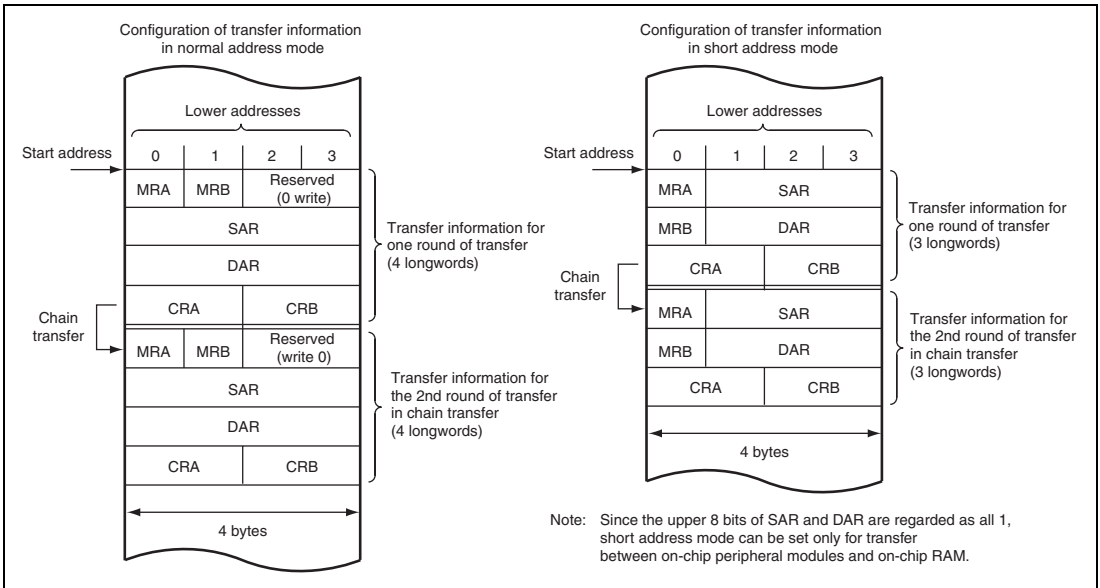 Configuration of transfer information
in normal address mode
Lower addresses
Start address
0 1 2 3
MRA MRB Reserved
(0 write)
SAR
DAR
CRA CRB
Transfer information for
one round of transfer
(4 longwords)
Chain
transfer
MRA MRB Reserved
(write 0)
SAR
DAR
CRA CRB
Transfer information for
the 2nd round of transfer
in chain transfer
(4 longwords)
4 bytes
Configuration of transfer information
in short address mode
Lower addresses
Start address
0 1 2 3
MRA SAR
MRB DAR
CRA CRB
Transfer information for
one round of transfer
(3 longwords)
Chain
transfer
MRA SAR
MRB DAR
CRA CRB
Transfer information for
the 2nd round of transfer
in chain transfer
(3 longwords)
4 bytes
Note: Since the upper 8 bits of SAR and DAR are regarded as all 1,
short address mode can be set only for transfer
between on-chip peripheral modules and on-chip RAM.